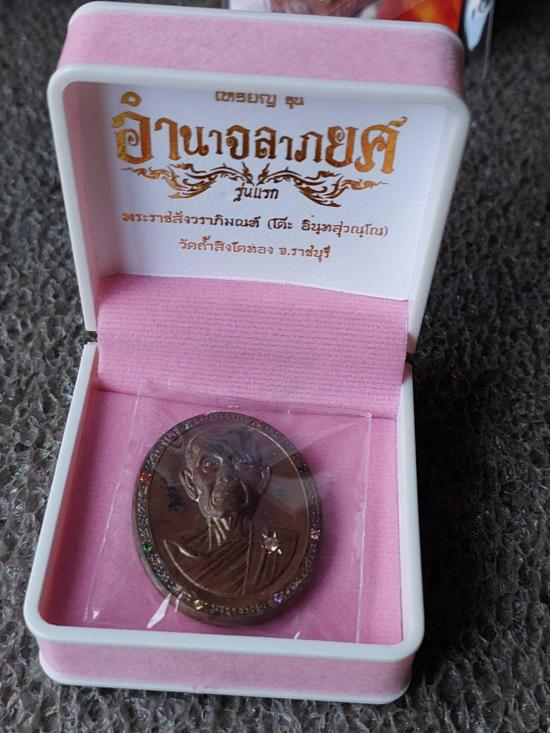 เหรียญ รุ่น
อำนาจลาภยศ
รุ่นแรก
พระราชสังวราภิมณฑ์ (โต๊ะ อินฺทสุวณฺโณ)
วัดถ้ำสิงโตทอง จ.ราชบุรี